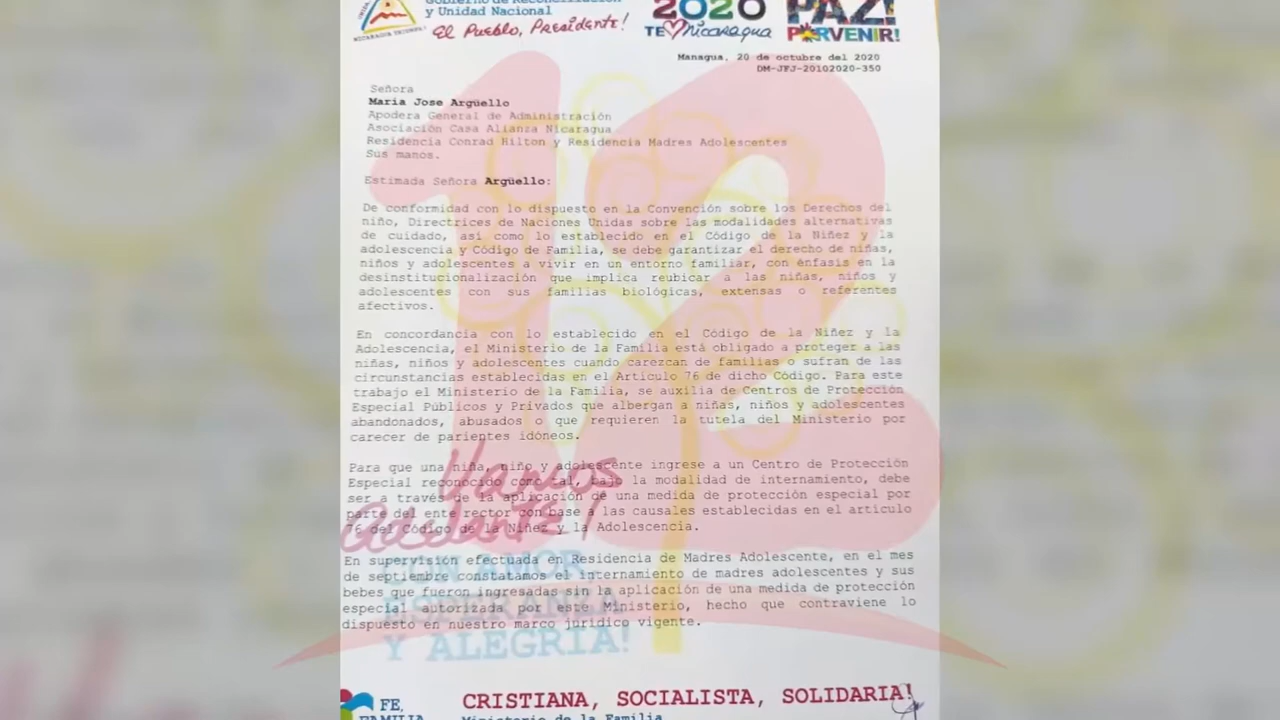 Gobierno de Reconciliación
y Unidad Nacional
El Pueblo, Presidente!
2020
TE Nicaragua
PAZ!
PORVENIR!
Managua, 20 de octubre del 2020
DM-JFJ-20102020-350
Señora
Maria Jose Argüello
Apodera General de Administración
Asociación Casa Alianza Nicaragua
Residencia Conrad Hilton y Residencia Madres Adolescentes
Sus manos.
Estimada Señora Argüello:
De conformidad con lo dispuesto en la Convención sobre los Derechos del
niño, Directrices de Naciones Unidas sobre las modalidades alternativas
de cuidado, asi como lo establecido en el Código de la Niñez y la
adolescencia y Código de Familia, se debe garantizar el derecho de niñas,
niños y adolescentes a vivir en un entorno familiar, con énfasis en la
desinstitucionalización que implica reubicar a las niñas, niños y
adolescentes con sus familias biológicas, extensas o referentes
afectivos.
En concordancia con lo establecido en el Código de la Niñez y la
Adolescencia, el Ministerio de la Familia está obligado a proteger a las
niñas, niños y adolescentes cuando carezcan de familias o sufran de las
circunstancias establecidas en el Articulo 76 de dicho Código. Para este
trabajo el Ministerio de la Familia, se auxilia de Centros de Protección
Especial Públicos y Privados que albergan a niñas, niños y adolescentes
abandonados, abusados o que requieren la tutela del Ministerio por
carecer de parientes idóneos.
Para que una niña, niño y adolescente ingrese a un Centro de Protección
Especial reconocido como tal, bajo la modalidad de internamiento, debe
ser a través de la aplicación de una medida de protección especial por
parte del ente rector con base a las causales establecidas en el articulo
76 del Código de la Niñez y la Adolescencia.
En supervisión efectuada en Residencia de Madres Adolescente, en el mes
de septiembre constatamos el internamiento de madres adolescentes y sus
bebes que fueron ingresadas sin la aplicación de una medida de protección
especial autorizada por este Ministerio, hecho que contraviene lo
dispuesto en nuestro marco juridico vigente.
Vamos
adelante!
CON AMOR,
ESPERANZA
Y ALEGRIA!
FE,
FAMILIA
CRISTIANA, SOCIALISTA, SOLIDARIA!
Ministerio de la Familia